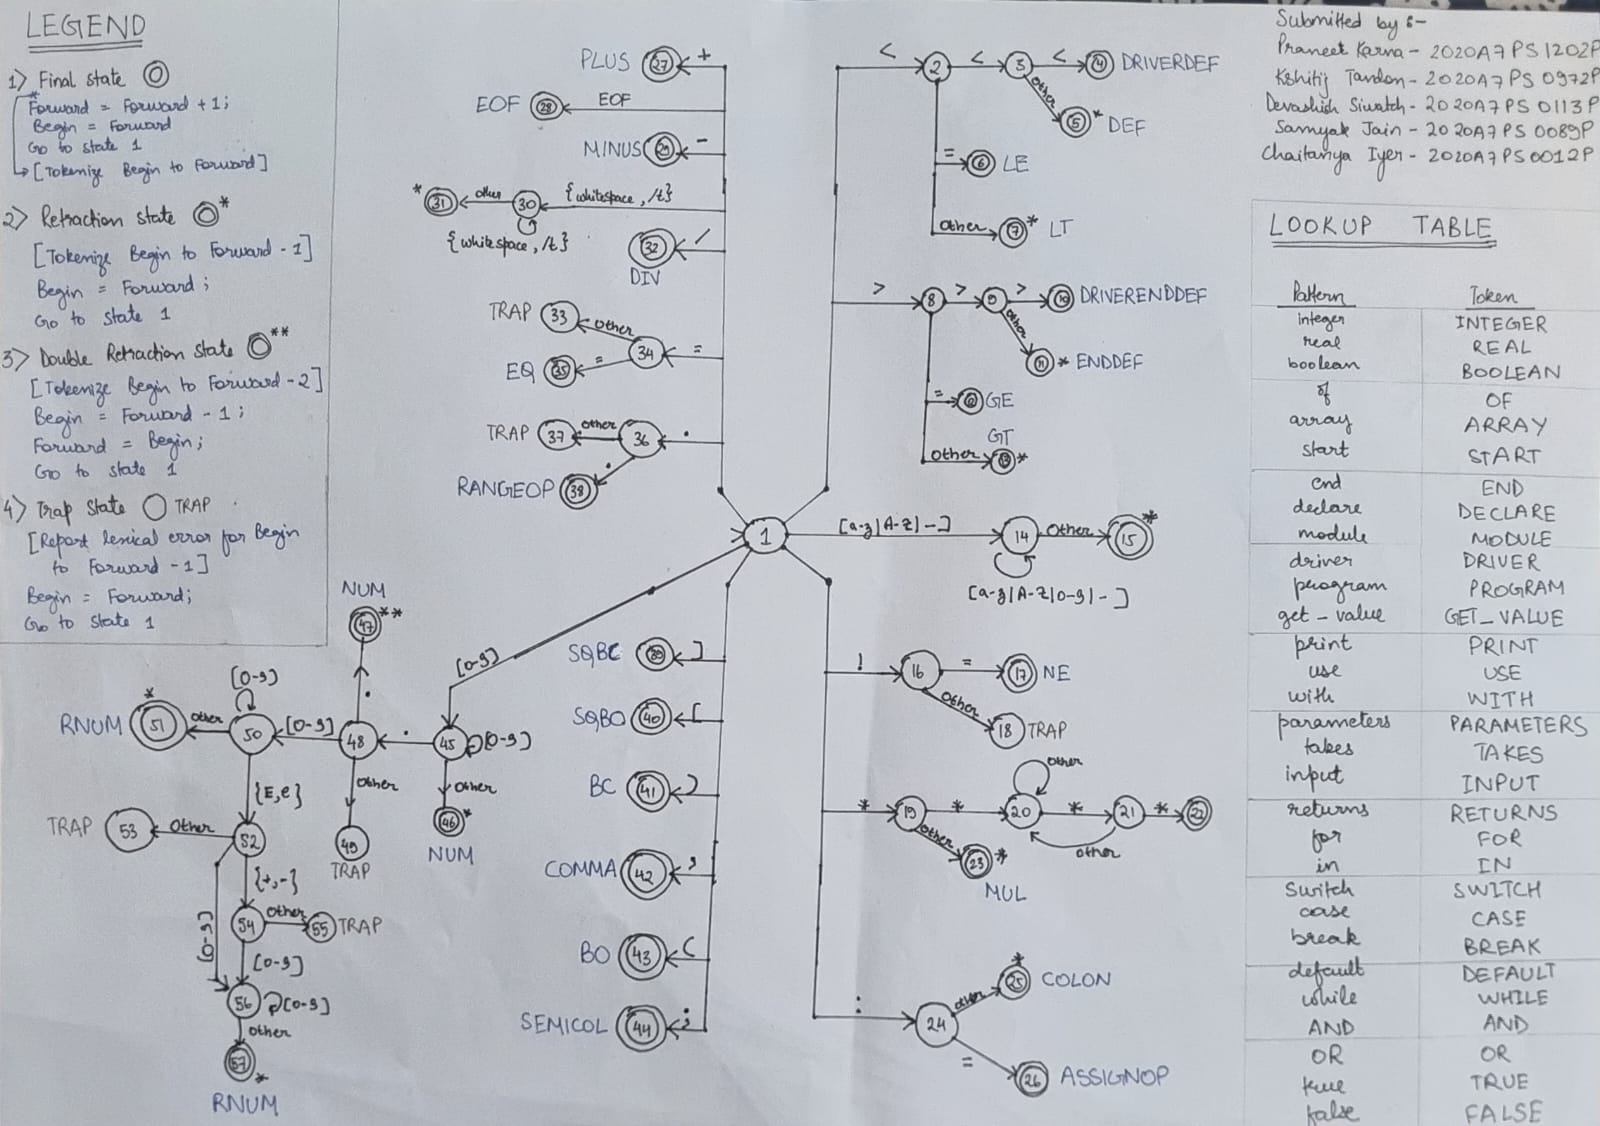 LEGEND
1> Final state
* Forward = Forward + 1;
Begin = Forward
Go to state 1
[Tokenize Begin to Forward]
2> Retraction state *
[Tokenize Begin to Forward - 1]
Begin = Forward;
Go to state 1
3> Double Retraction state **
[Tokenize Begin to Forward - 2]
Begin = Forward - 1;
Forward = Begin;
Go to state 1
4> Trap state TRAP
[Report lexical error for Begin
to Forward - 1]
Begin = Forward;
Go to state 1
PLUS 27 +
EOF 28 EOF
MINUS 29 -
* 31 other 30 {whitespace, /t}
{whitespace, /t}
32 /
DIV
TRAP 33 other
EQ 35 = 34 =
TRAP 37 other 36 .
RANGEOP 38 .
1
< 2 < 3 < 4 DRIVERDEF
other 5 * DEF
= 6 LE
other 7 * LT
> 8 > 9 > 10 DRIVERENDDEF
other 11 * ENDDEF
= 12 GE
GT
other 13 *
[a-z|A-Z|-] 14 other 15 *
[a-z|A-Z|0-9|-]
! 16 = 17 NE
other 18 TRAP
other
* 19 * 20 * 21 * 22
other 23 * other
MUL
: 24 other 25 * COLON
= 26 ASSIGNOP
SQBC 39 ]
SQBO 40 [
BC 41 )
COMMA 42 ,
BO 43 (
SEMICOL 44 ;
[0-9]
NUM
47 **
.
[0-9]
* RNUM 51 other 50 [0-9] 48 . 45 [0-9]
{E,e} other other
46 *
49 NUM
TRAP
TRAP 53 other 52
{+,-}
[0-9] 54 other 55 TRAP
[0-9]
56 [0-9]
other
57 *
RNUM
Submitted by :-
Praneet Karna - 2020A7PS1202P
Kshitij Tandon - 2020A7PS0972P
Devashish Siwatch - 2020A7PS0113P
Samyak Jain - 2020A7PS0089P
Chaitanya Iyer - 2020A7PS0012P
LOOKUP TABLE
Pattern Token
integer INTEGER
real REAL
boolean BOOLEAN
of OF
array ARRAY
start START
end END
declare DECLARE
module MODULE
driver DRIVER
program PROGRAM
get_value GET_VALUE
print PRINT
use USE
with WITH
parameters PARAMETERS
takes TAKES
input INPUT
returns RETURNS
for FOR
in IN
switch SWITCH
case CASE
break BREAK
default DEFAULT
while WHILE
AND AND
OR OR
true TRUE
false FALSE